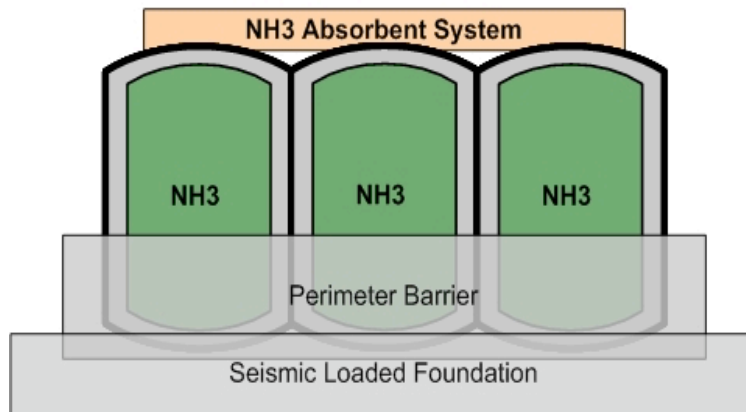 NH3 Absorbent System
NH3 NH3 NH3
Perimeter Barrier
Seismic Loaded Foundation